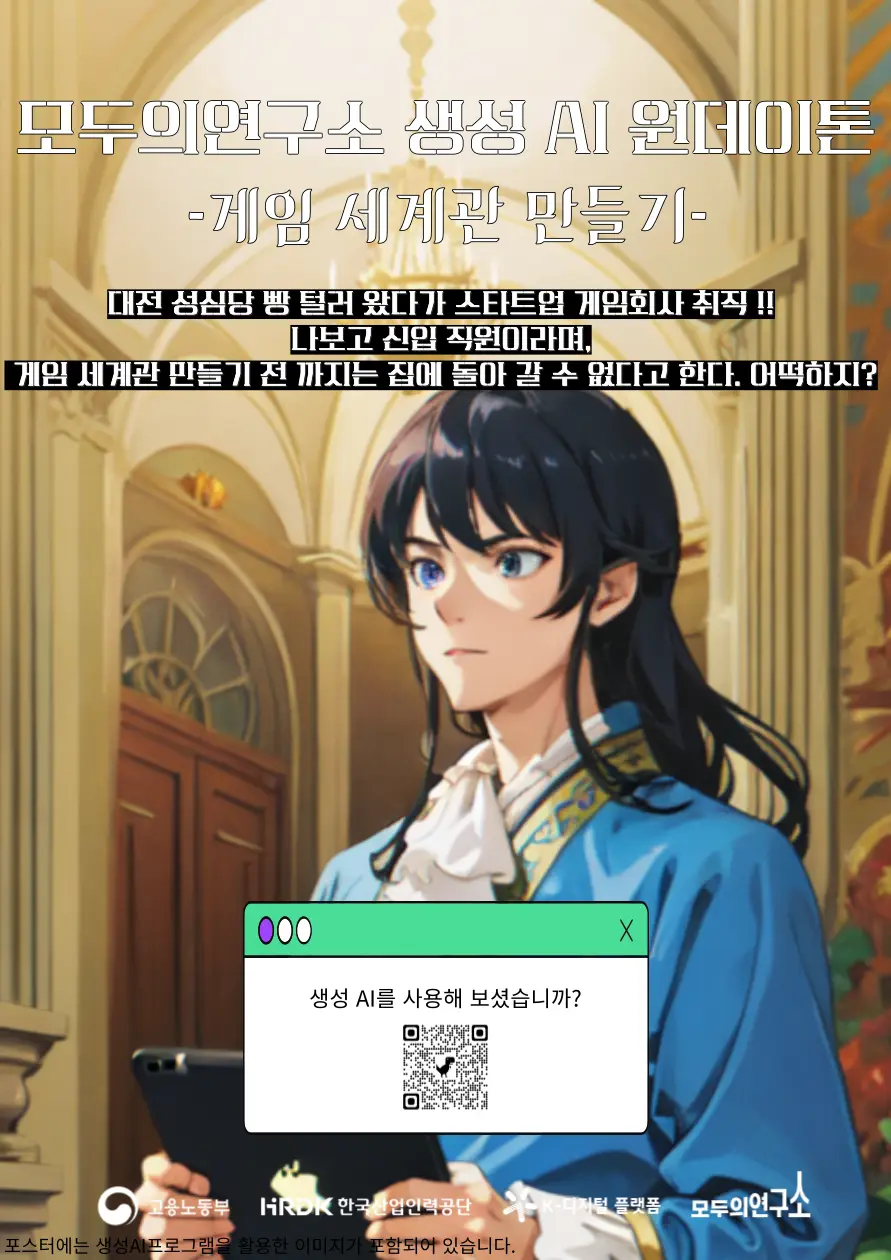 모두의연구소 생성 AI 원데이톤
-게임 세계관 만들기-
대전 성심당 빵 털러 왔다가 스타트업 게임회사 취직 !!
나보고 신입 직원이라며,
게임 세계관 만들기 전 까지는 집에 돌아 갈 수 없다고 한다. 어떡하지?
X
생성 AI를 사용해 보셨습니까?
고용노동부 HRDK 한국산업인력공단 K-디지털 플랫폼 모두의연구소
포스터에는 생성AI프로그램을 활용한 이미지가 포함되어 있습니다.